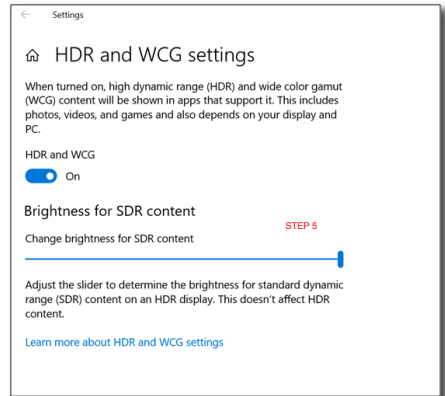 Settings
HDR and WCG settings
When turned on, high dynamic range (HDR) and wide color gamut
(WCG) content will be shown in apps that support it. This includes
photos, videos, and games and also depends on your display and
PC.
HDR and WCG
On
Brightness for SDR content
STEP 5
Change brightness for SDR content
Adjust the slider to determine the brightness for standard dynamic
range (SDR) content on an HDR display. This doesn't affect HDR
content.
Learn more about HDR and WCG settings